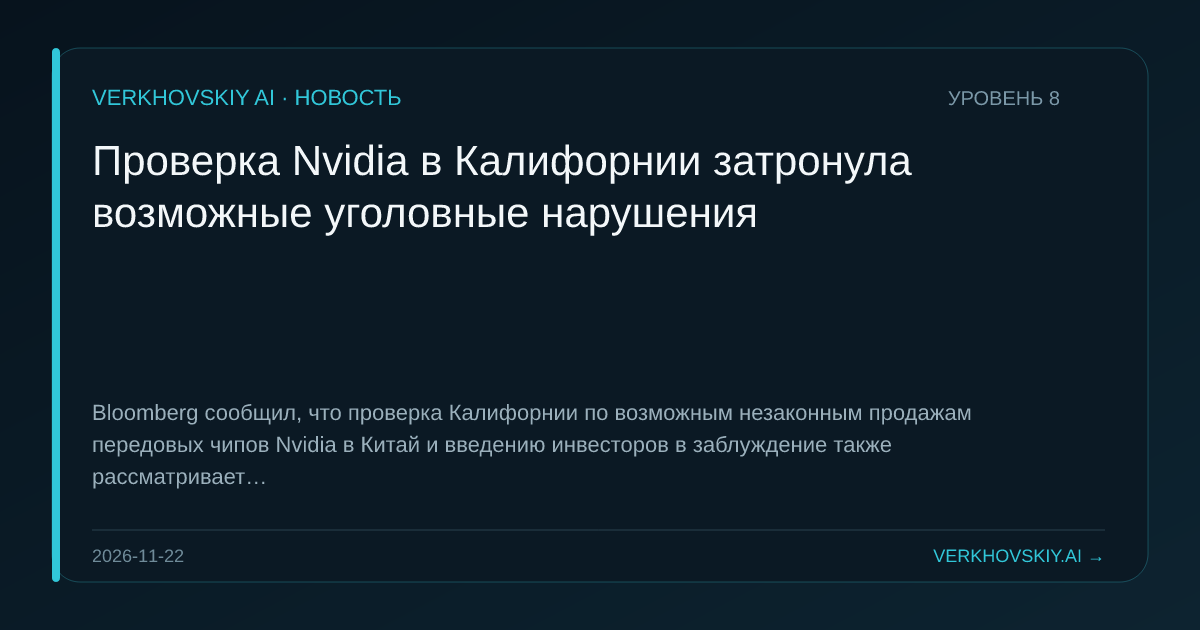 VERKHOVSKIY AI · НОВОСТЬ
УРОВЕНЬ 8
Проверка Nvidia в Калифорнии затронула
возможные уголовные нарушения
Bloomberg сообщил, что проверка Калифорнии по возможным незаконным продажам
передовых чипов Nvidia в Китай и введению инвесторов в заблуждение также
рассматривает…
2026-11-22
VERKHOVSKIY.AI →